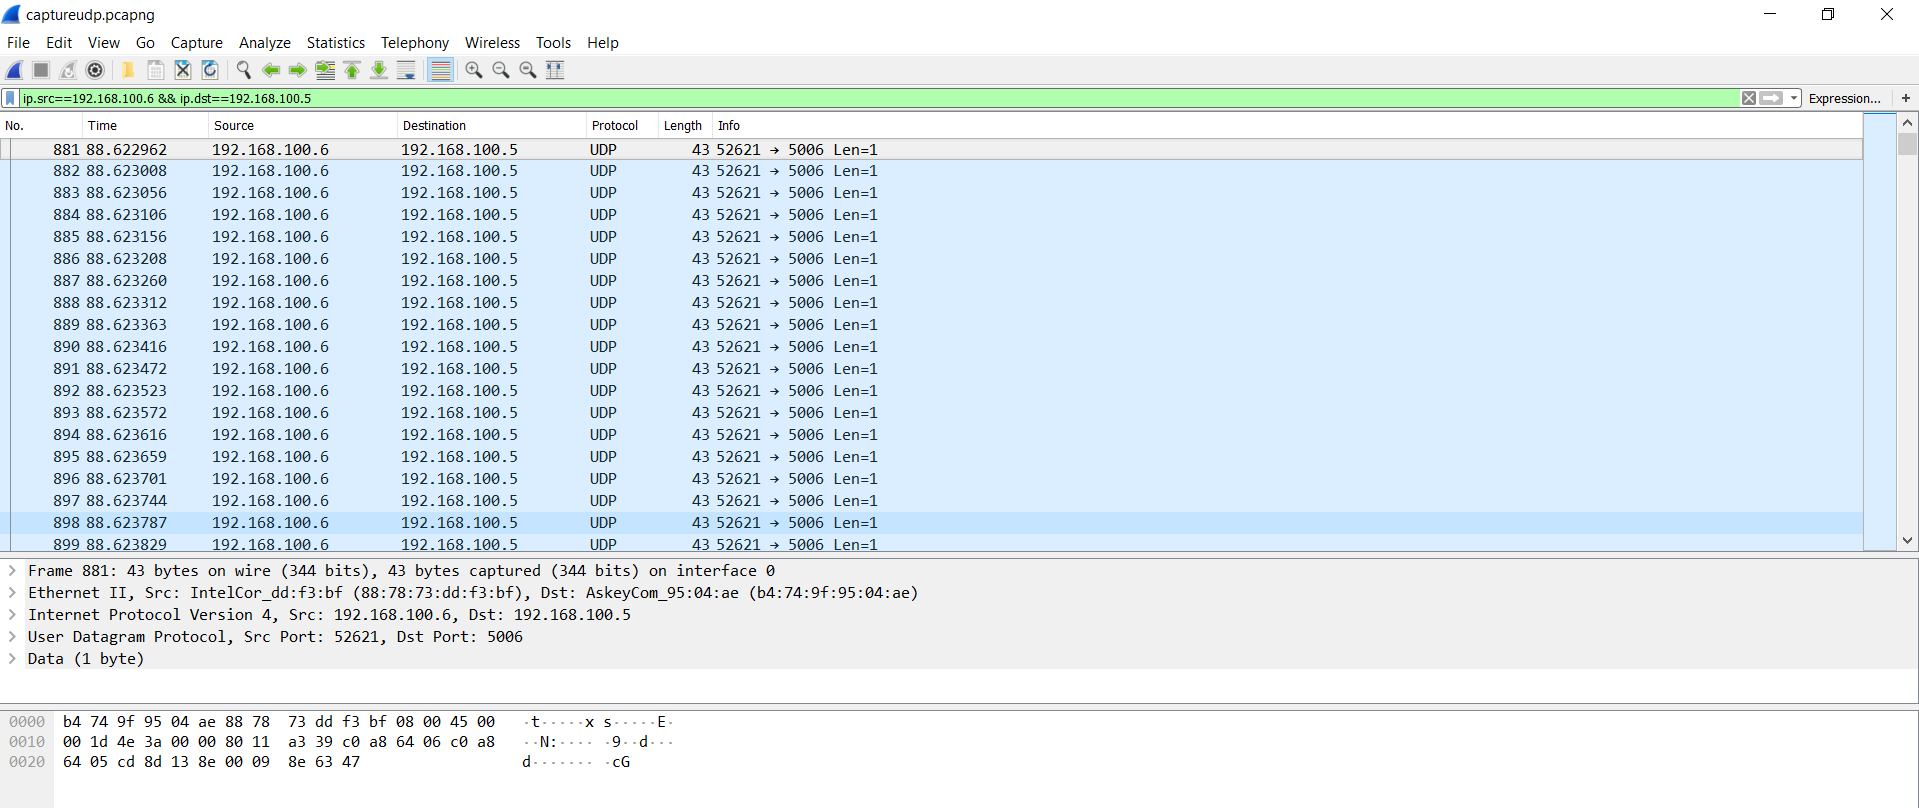 captureudp.pcapng
File Edit View Go Capture Analyze Statistics Telephony Wireless Tools Help
ip.src==192.168.100.6 && ip.dst==192.168.100.5 Expression... +
No. Time Source Destination Protocol Length Info
881 88.622962 192.168.100.6 192.168.100.5 UDP 43 52621 → 5006 Len=1
882 88.623008 192.168.100.6 192.168.100.5 UDP 43 52621 → 5006 Len=1
883 88.623056 192.168.100.6 192.168.100.5 UDP 43 52621 → 5006 Len=1
884 88.623106 192.168.100.6 192.168.100.5 UDP 43 52621 → 5006 Len=1
885 88.623156 192.168.100.6 192.168.100.5 UDP 43 52621 → 5006 Len=1
886 88.623208 192.168.100.6 192.168.100.5 UDP 43 52621 → 5006 Len=1
887 88.623260 192.168.100.6 192.168.100.5 UDP 43 52621 → 5006 Len=1
888 88.623312 192.168.100.6 192.168.100.5 UDP 43 52621 → 5006 Len=1
889 88.623363 192.168.100.6 192.168.100.5 UDP 43 52621 → 5006 Len=1
890 88.623416 192.168.100.6 192.168.100.5 UDP 43 52621 → 5006 Len=1
891 88.623472 192.168.100.6 192.168.100.5 UDP 43 52621 → 5006 Len=1
892 88.623523 192.168.100.6 192.168.100.5 UDP 43 52621 → 5006 Len=1
893 88.623572 192.168.100.6 192.168.100.5 UDP 43 52621 → 5006 Len=1
894 88.623616 192.168.100.6 192.168.100.5 UDP 43 52621 → 5006 Len=1
895 88.623659 192.168.100.6 192.168.100.5 UDP 43 52621 → 5006 Len=1
896 88.623701 192.168.100.6 192.168.100.5 UDP 43 52621 → 5006 Len=1
897 88.623744 192.168.100.6 192.168.100.5 UDP 43 52621 → 5006 Len=1
898 88.623787 192.168.100.6 192.168.100.5 UDP 43 52621 → 5006 Len=1
899 88.623829 192.168.100.6 192.168.100.5 UDP 43 52621 → 5006 Len=1
Frame 881: 43 bytes on wire (344 bits), 43 bytes captured (344 bits) on interface 0
Ethernet II, Src: IntelCor_dd:f3:bf (88:78:73:dd:f3:bf), Dst: AskeyCom_95:04:ae (b4:74:9f:95:04:ae)
Internet Protocol Version 4, Src: 192.168.100.6, Dst: 192.168.100.5
User Datagram Protocol, Src Port: 52621, Dst Port: 5006
Data (1 byte)
0000 b4 74 9f 95 04 ae 88 78 73 dd f3 bf 08 00 45 00 ·t·····x s·····E·
0010 00 1d 4e 3a 00 00 80 11 a3 39 c0 a8 64 06 c0 a8 ··N:···· ·9··d···
0020 64 05 cd 8d 13 8e 00 09 8e 63 47 d······· ·cG